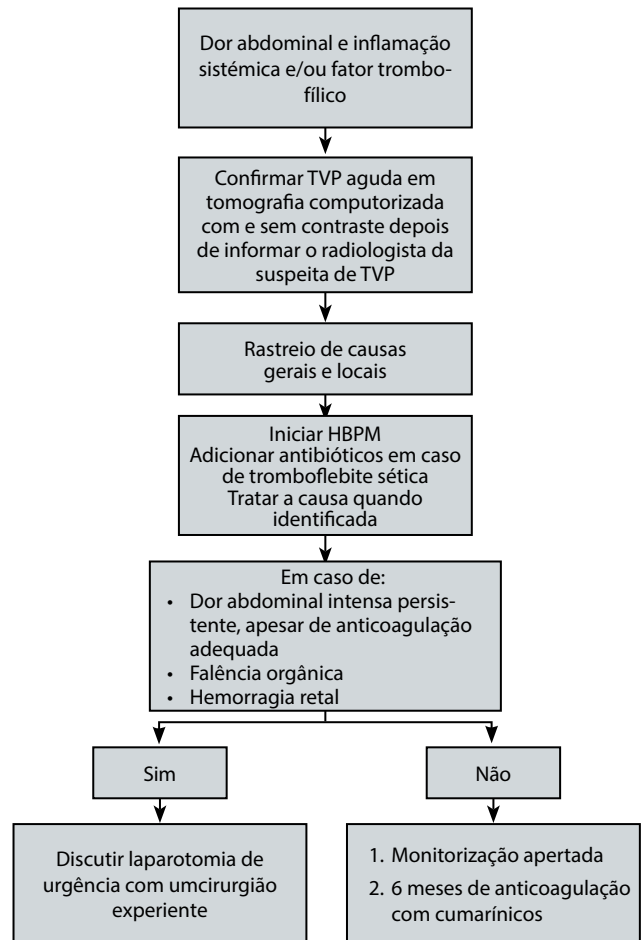 Dor abdominal e inflamação
sistémica e/ou fator trombo-
fílico
Confirmar TVP aguda em
tomografia computorizada
com e sem contraste depois
de informar o radiologista da
suspeita de TVP
Rastreio de causas
gerais e locais
Iniciar HBPM
Adicionar antibióticos em caso
de tromboflebite sética
Tratar a causa quando
identificada
Em caso de:
• Dor abdominal intensa persis-
tente, apesar de anticoagulação
adequada
• Falência orgânica
• Hemorragia retal
Sim
Não
Discutir laparotomia de
urgência com umcirurgião
experiente
1. Monitorização apertada
2. 6 meses de anticoagulação
com cumarínicos